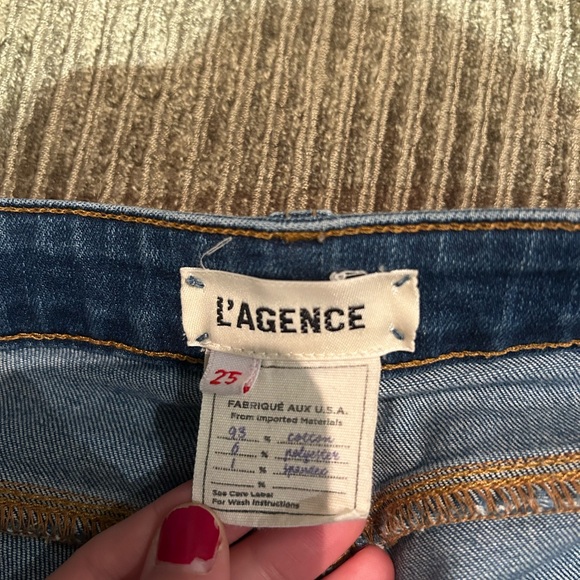 L'AGENCE
25
FABRIQUÉ AUX U.S.A.
From Imported Materials
93 % cotton
6 % polyester
1 % spandex
%
See Care Label
For Wash Instructions